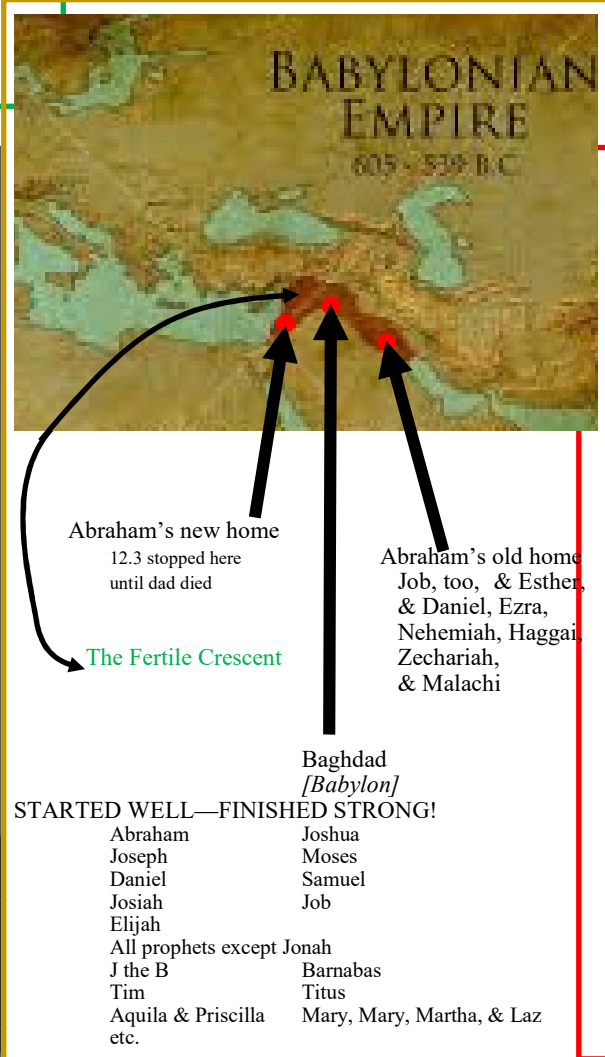 BABYLONIAN
EMPIRE
605 - 539 B.C.
Abraham’s new home
12.3 stopped here
until dad died
Abraham’s old home
Job, too, & Esther,
& Daniel, Ezra,
Nehemiah, Haggai,
Zechariah,
& Malachi
The Fertile Crescent
Baghdad
[Babylon]
STARTED WELL—FINISHED STRONG!
Abraham Joshua
Joseph Moses
Daniel Samuel
Josiah Job
Elijah
All prophets except Jonah
J the B Barnabas
Tim Titus
Aquila & Priscilla Mary, Mary, Martha, & Laz
etc.